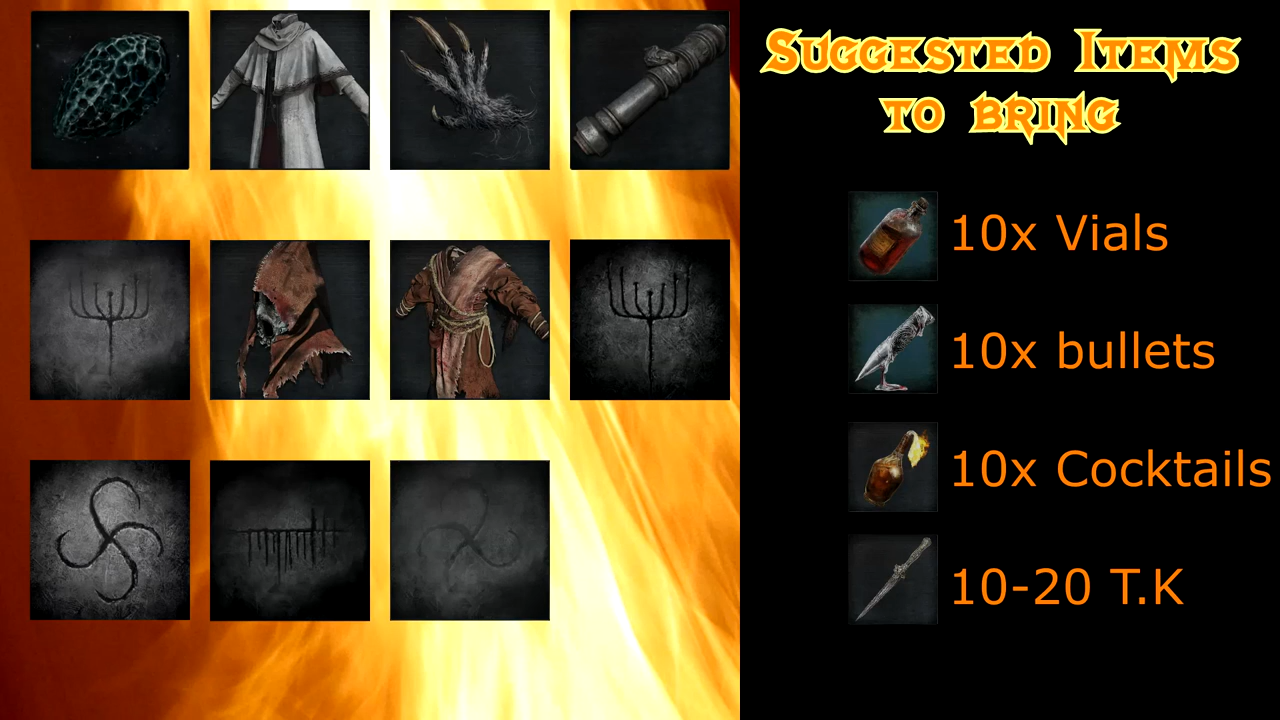 Suggested Items
to bring
10x Vials
10x bullets
10x Cocktails
10-20 T.K